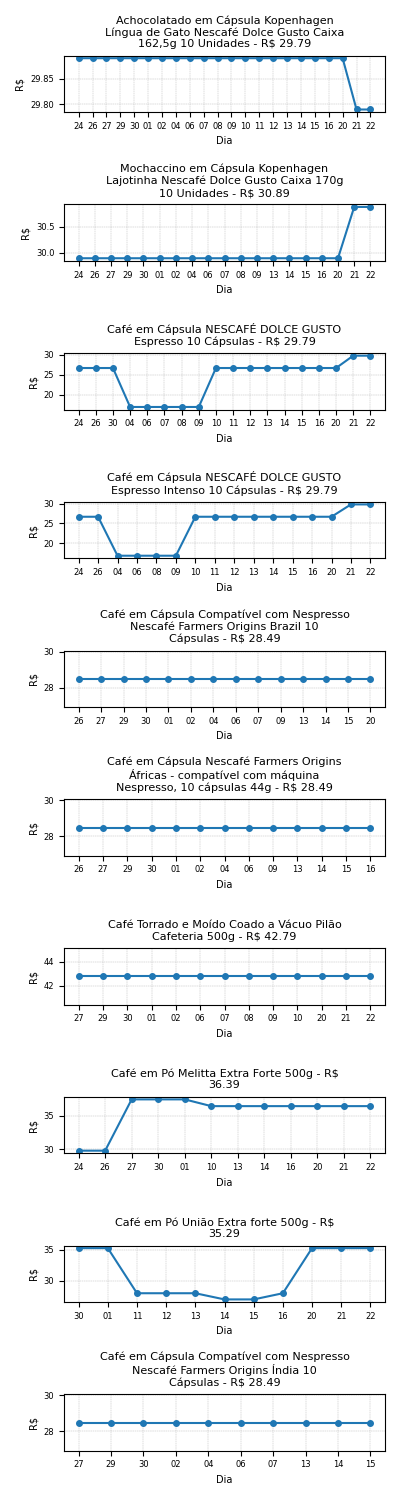 Achocolatado em Cápsula Kopenhagen
Língua de Gato Nescafé Dolce Gusto Caixa
162,5g 10 Unidades - R$ 29.79
R$
29.85
29.80
24 26 27 29 30 01 02 04 06 07 08 09 10 11 12 13 14 15 16 20 21 22
Dia
Mochaccino em Cápsula Kopenhagen
Lajotinha Nescafé Dolce Gusto Caixa 170g
10 Unidades - R$ 30.89
R$
30.5
30.0
24 26 27 29 30 01 02 04 06 07 08 09 13 14 15 16 20 21 22
Dia
Café em Cápsula NESCAFÉ DOLCE GUSTO
Espresso 10 Cápsulas - R$ 29.79
R$
30
25
20
24 26 30 04 06 07 08 09 10 11 12 13 14 15 16 20 21 22
Dia
Café em Cápsula NESCAFÉ DOLCE GUSTO
Espresso Intenso 10 Cápsulas - R$ 29.79
R$
30
25
20
24 26 04 06 08 09 10 11 12 13 14 15 16 20 21 22
Dia
Café em Cápsula Compatível com Nespresso
Nescafé Farmers Origins Brazil 10
Cápsulas - R$ 28.49
R$
30
28
26 27 29 30 01 02 04 06 07 09 13 14 15 20
Dia
Café em Cápsula Nescafé Farmers Origins
Áfricas - compatível com máquina
Nespresso, 10 cápsulas 44g - R$ 28.49
R$
30
28
26 27 29 30 01 02 04 06 09 13 14 15 16
Dia
Café Torrado e Moído Coado a Vácuo Pilão
Cafeteria 500g - R$ 42.79
R$
44
42
27 29 30 01 02 06 07 08 09 10 20 21 22
Dia
Café em Pó Melitta Extra Forte 500g - R$
36.39
R$
35
30
24 26 27 30 01 10 13 14 16 20 21 22
Dia
Café em Pó União Extra forte 500g - R$
35.29
R$
35
30
30 01 11 12 13 14 15 16 20 21 22
Dia
Café em Cápsula Compatível com Nespresso
Nescafé Farmers Origins Índia 10
Cápsulas - R$ 28.49
R$
30
28
27 29 30 02 04 06 07 13 14 15
Dia